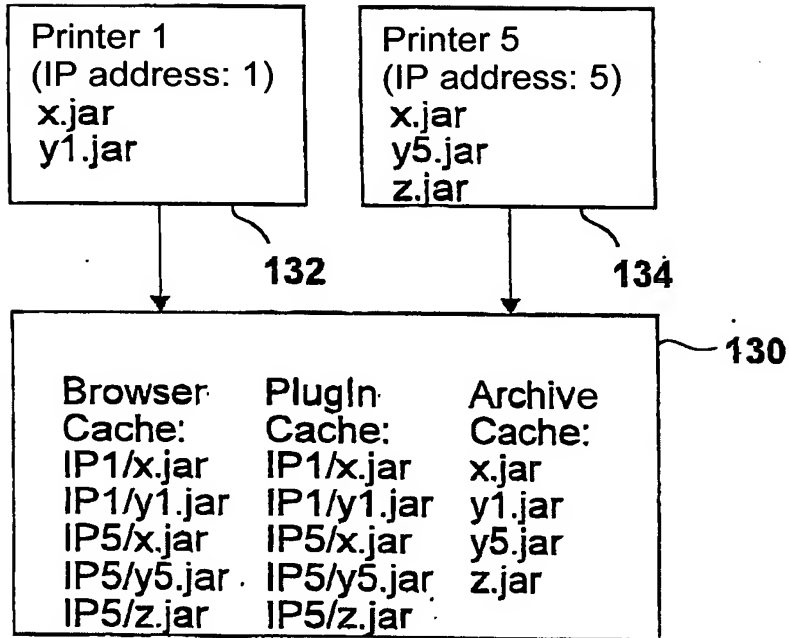 Printer 1
(IP address: 1)
x.jar
y1.jar
Printer 5
(IP address: 5)
x.jar
y5.jar
z.jar
132
134
130
Browser
Cache:
IP1/x.jar
IP1/y1.jar
IP5/x.jar
IP5/y5.jar
IP5/z.jar
PlugIn
Cache:
IP1/x.jar
IP1/y1.jar
IP5/x.jar
IP5/y5.jar
IP5/z.jar
Archive
Cache:
x.jar
y1.jar
y5.jar
z.jar